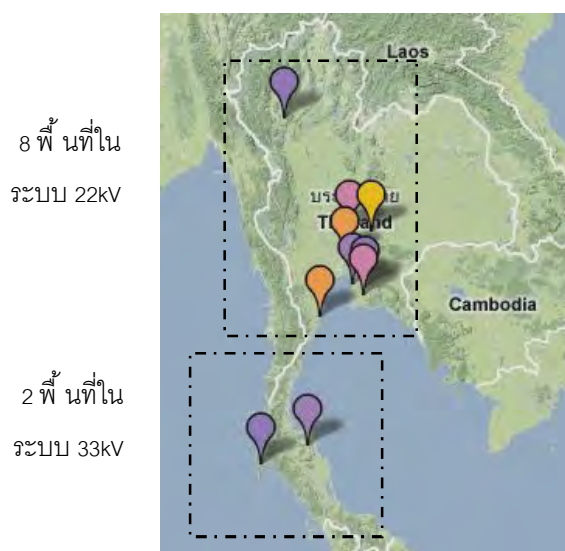 Laos
8 พื้นที่ใน
ระบบ 22kV
Thailand
Cambodia
2 พื้นที่ใน
ระบบ 33kV